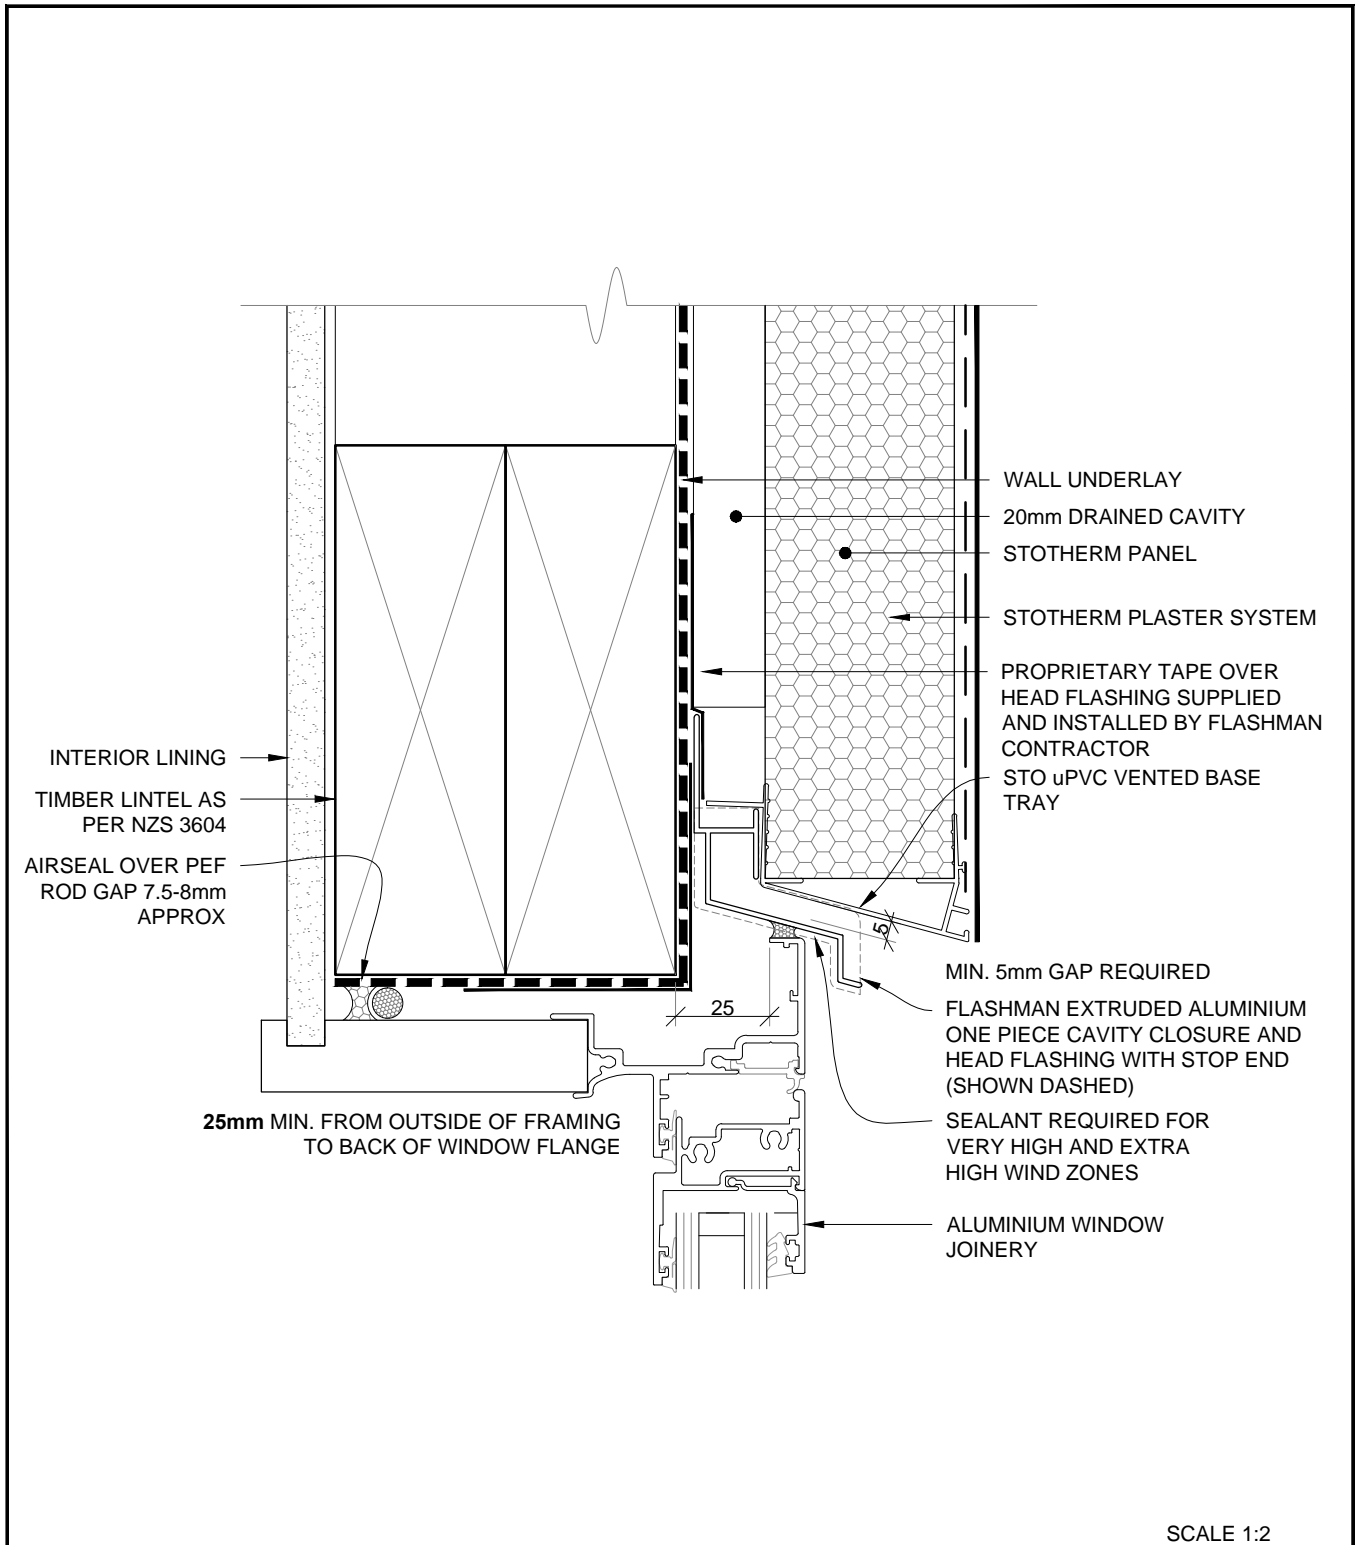 WALL UNDERLAY
20mm DRAINED CAVITY
STOTHERM PANEL
STOTHERM PLASTER SYSTEM
PROPRIETARY TAPE OVER
HEAD FLASHING SUPPLIED
AND INSTALLED BY FLASHMAN
CONTRACTOR
STO uPVC VENTED BASE
TRAY
INTERIOR LINING
TIMBER LINTEL AS
PER NZS 3604
AIRSEAL OVER PEF
ROD GAP 7.5-8mm
APPROX
5
25
MIN. 5mm GAP REQUIRED
FLASHMAN EXTRUDED ALUMINIUM
ONE PIECE CAVITY CLOSURE AND
HEAD FLASHING WITH STOP END
(SHOWN DASHED)
25mm MIN. FROM OUTSIDE OF FRAMING
TO BACK OF WINDOW FLANGE
SEALANT REQUIRED FOR
VERY HIGH AND EXTRA
HIGH WIND ZONES
ALUMINIUM WINDOW
JOINERY
SCALE 1:2